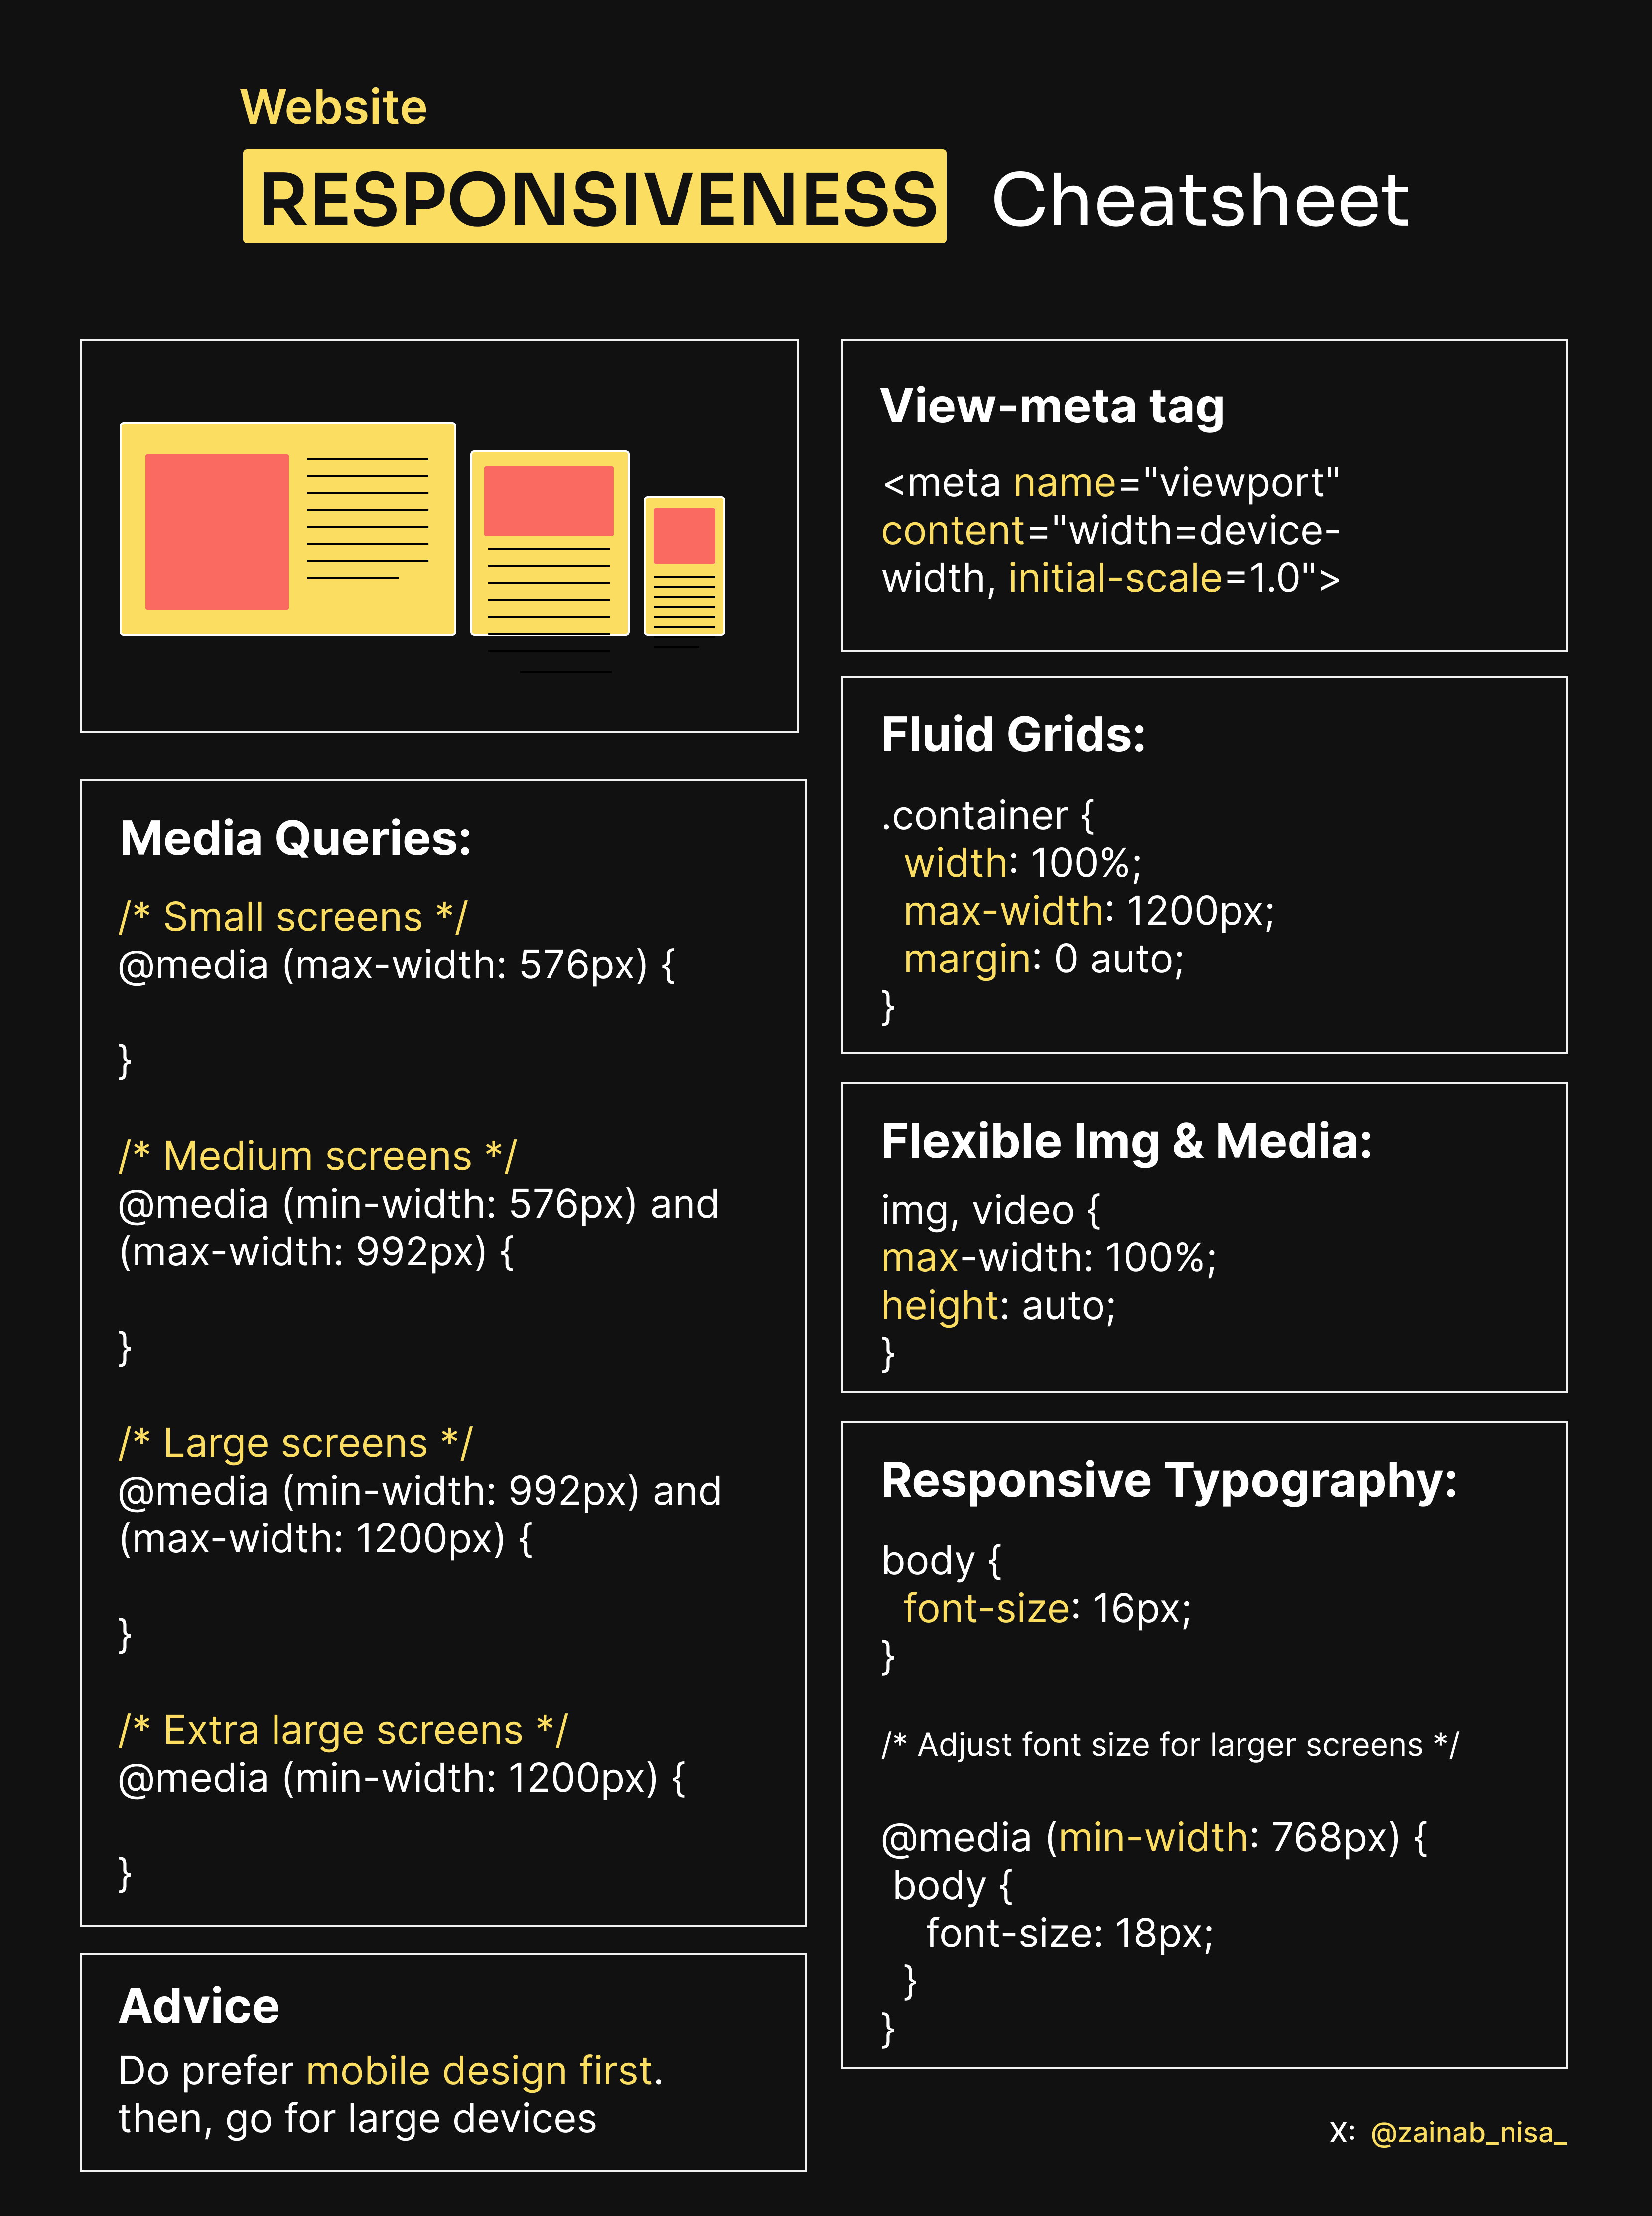 Website
RESPONSIVENESS Cheatsheet
View-meta tag
<meta name="viewport"
content="width=device-
width, initial-scale=1.0">
Media Queries:
/* Small screens */
@media (max-width: 576px) {
}
/* Medium screens */
@media (min-width: 576px) and
(max-width: 992px) {
}
/* Large screens */
@media (min-width: 992px) and
(max-width: 1200px) {
}
/* Extra large screens */
@media (min-width: 1200px) {
}
Advice
Do prefer mobile design first.
then, go for large devices
Fluid Grids:
.container {
width: 100%;
max-width: 1200px;
margin: 0 auto;
}
Flexible Img & Media:
img, video {
max-width: 100%;
height: auto;
}
Responsive Typography:
body {
font-size: 16px;
}
/* Adjust font size for larger screens */
@media (min-width: 768px) {
body {
font-size: 18px;
}
}
X: @zainab_nisa_